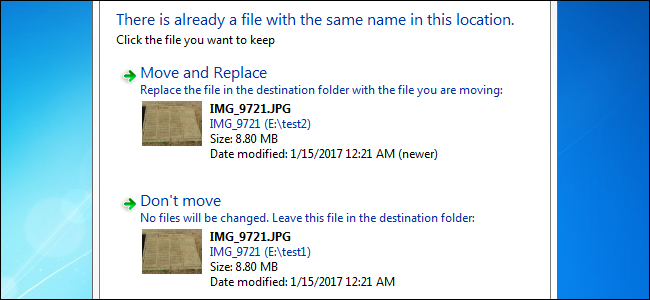 There is already a file with the same name in this location.
Click the file you want to keep
Move and Replace
Replace the file in the destination folder with the file you are moving:
IMG_9721.JPG
IMG_9721 (E:\test2)
Size: 8.80 MB
Date modified: 1/15/2017 12:21 AM (newer)
Don't move
No files will be changed. Leave this file in the destination folder:
IMG_9721.JPG
IMG_9721 (E:\test1)
Size: 8.80 MB
Date modified: 1/15/2017 12:21 AM